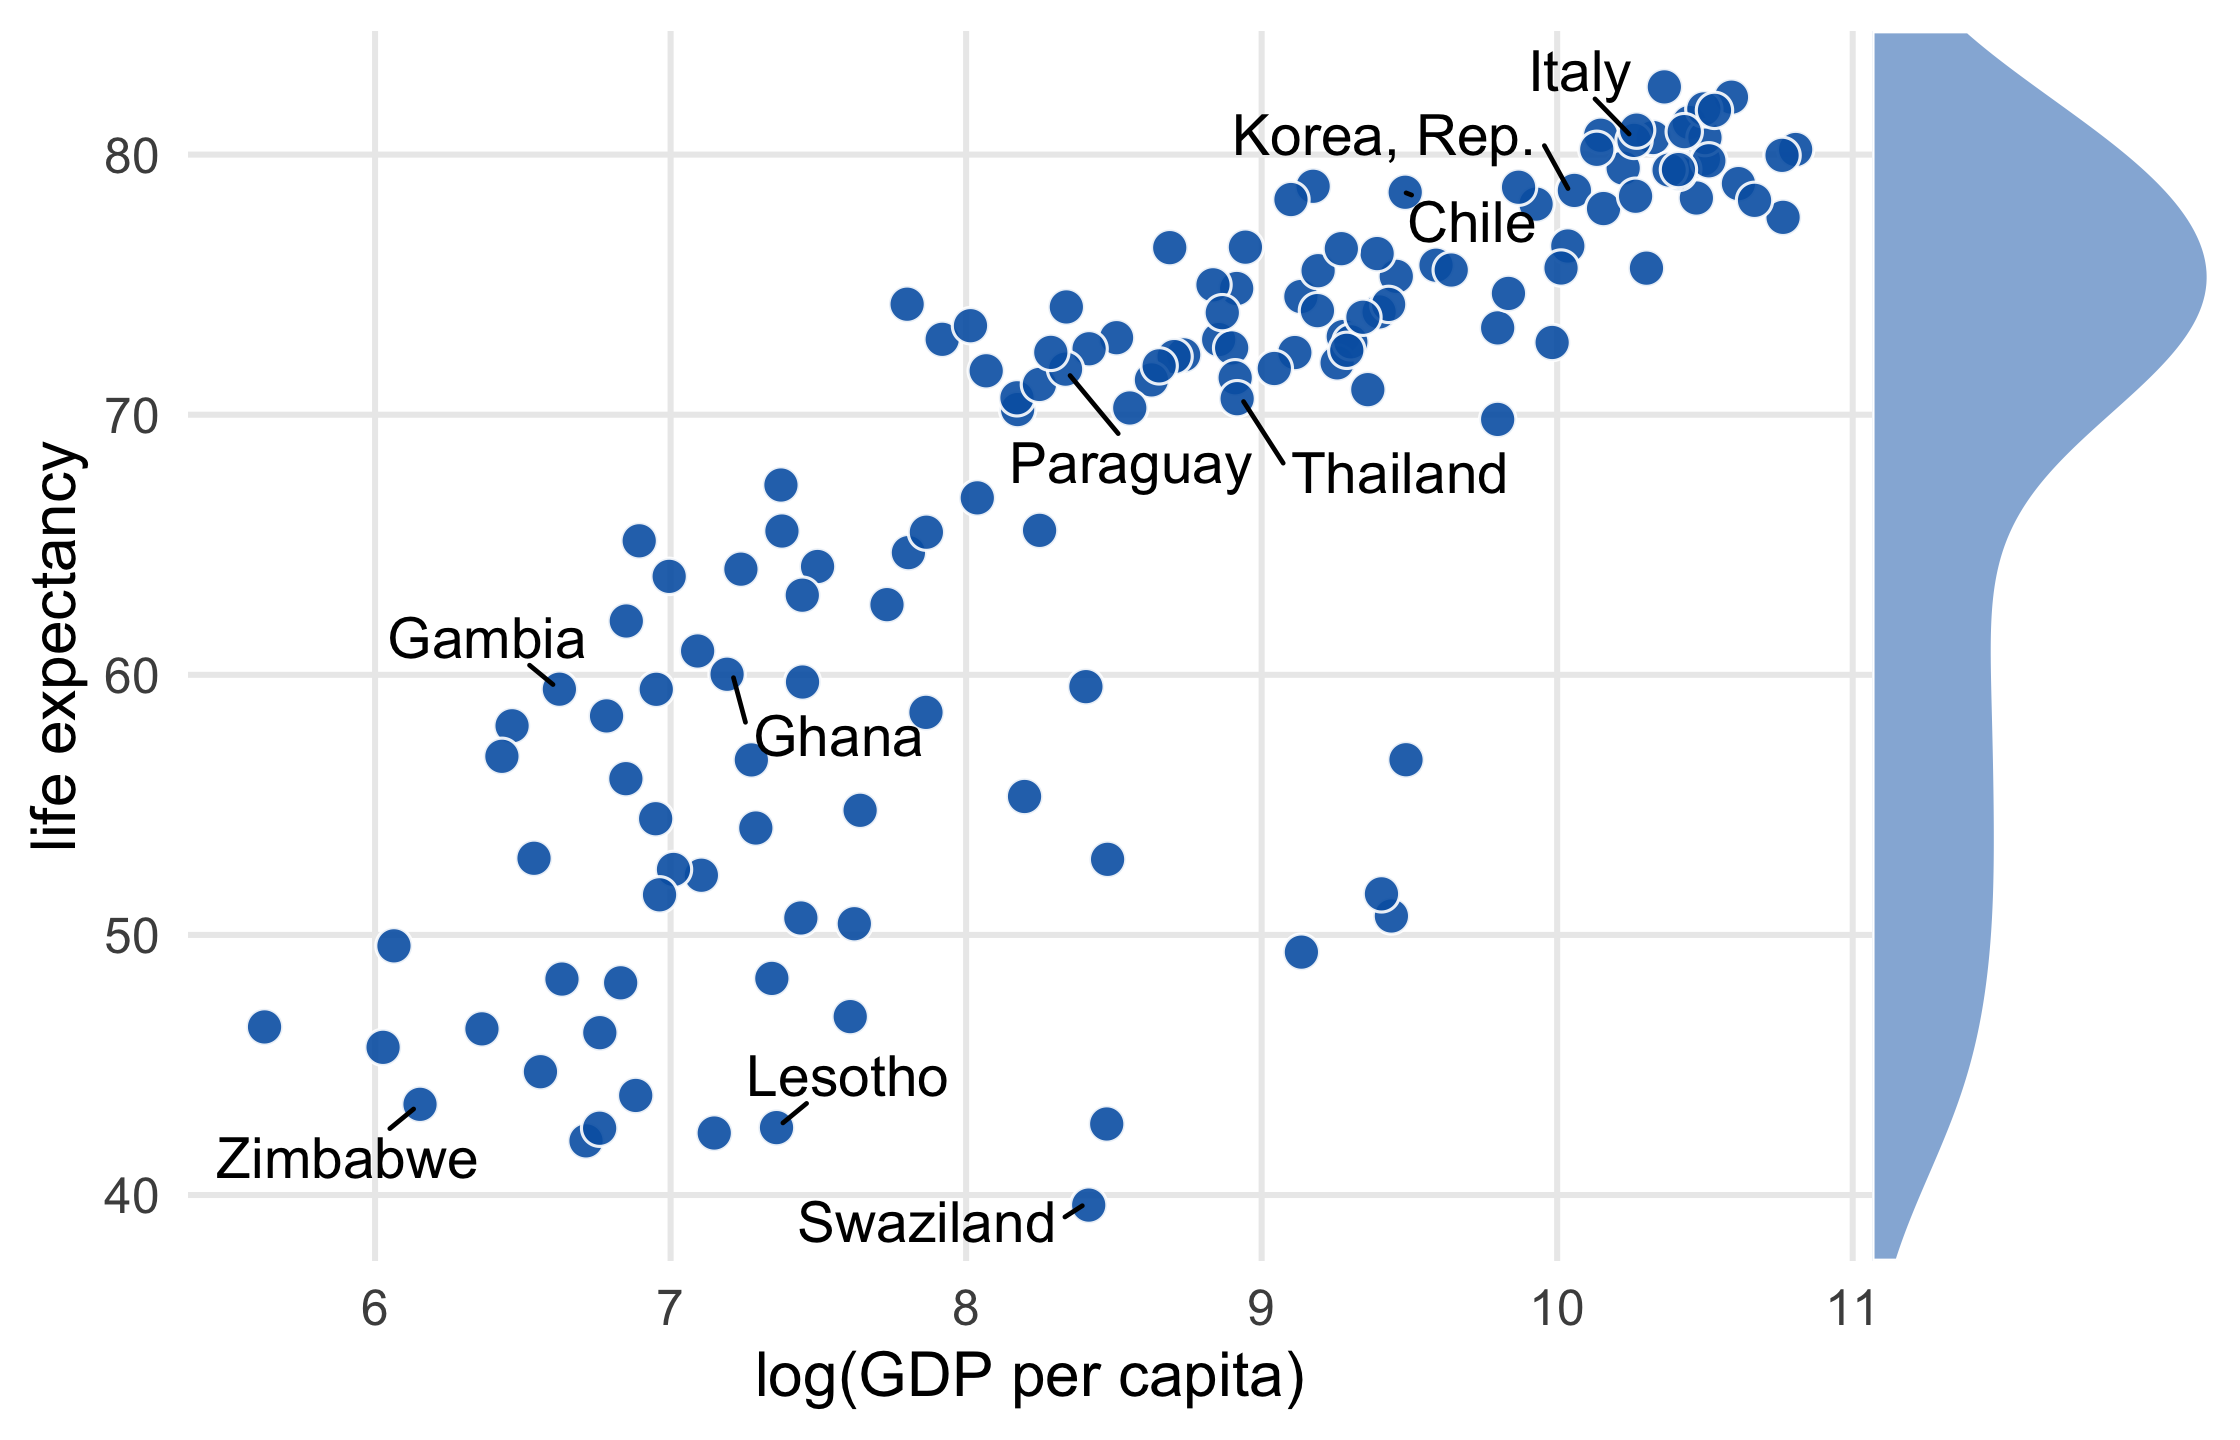 Italy
Korea, Rep.
Chile
Paraguay
Thailand
Gambia
Ghana
Lesotho
Zimbabwe
Swaziland
80
70
60
50
40
life expectancy
6
7
8
9
10
11
log(GDP per capita)